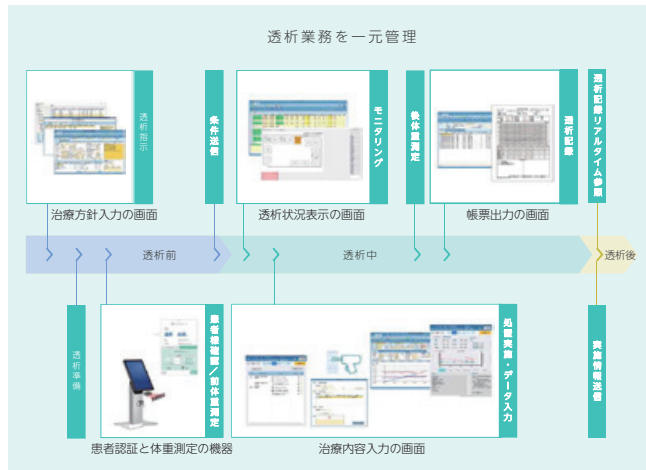 透析業務を一元管理
透析指示
治療方針入力の画面
条件送信
モニタリング
透析状況表示の画面
後体重測定
透析記録
帳票出力の画面
透析記録リアルタイム参照
透析前
透析中
透析後
透析準備
患者様確認／前体重測定
患者認証と体重測定の機器
処置実施・データ入力
治療内容入力の画面
実施情報送信